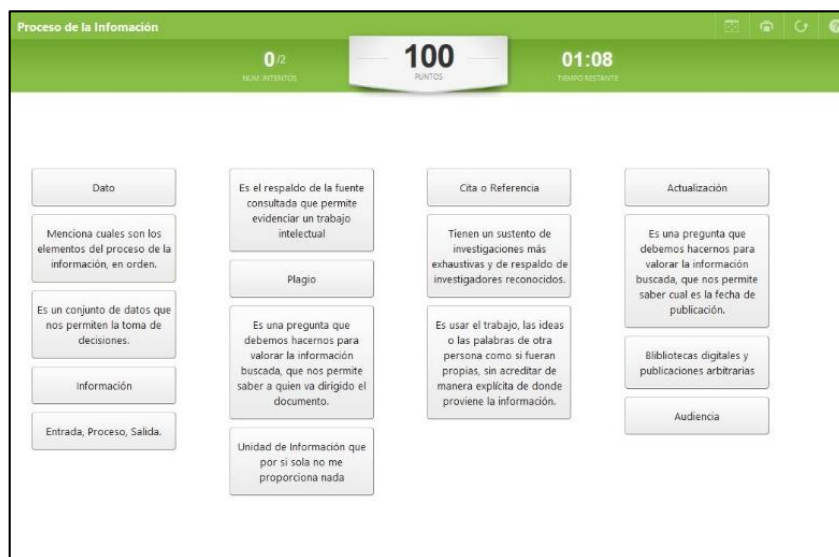 Proceso de la Infomación
0/2
NUM. INTENTOS
100
PUNTOS
01:08
TIEMPO RESTANTE
Dato
Menciona cuales son los
elementos del proceso de la
información, en orden.
Es un conjunto de datos que
nos permiten la toma de
decisiones.
Información
Entrada, Proceso, Salida.
Es el respaldo de la fuente
consultada que permite
evidenciar un trabajo
intelectual
Plagio
Es una pregunta que
debemos hacernos para
valorar la información
buscada, que nos permite
saber a quien va dirigido el
documento.
Unidad de Información que
por si sola no me
proporciona nada
Cita o Referencia
Tienen un sustento de
investigaciones más
exhaustivas y de respaldo de
investigadores reconocidos.
Es usar el trabajo, las ideas
o las palabras de otra
persona como si fueran
propias, sin acreditar de
manera explícita de donde
proviene la información.
Actualización
Es una pregunta que
debemos hacernos para
valorar la información
buscada, que nos permite
saber cual es la fecha de
publicación.
Blibliotecas digitales y
publicaciones arbitrarias
Audiencia